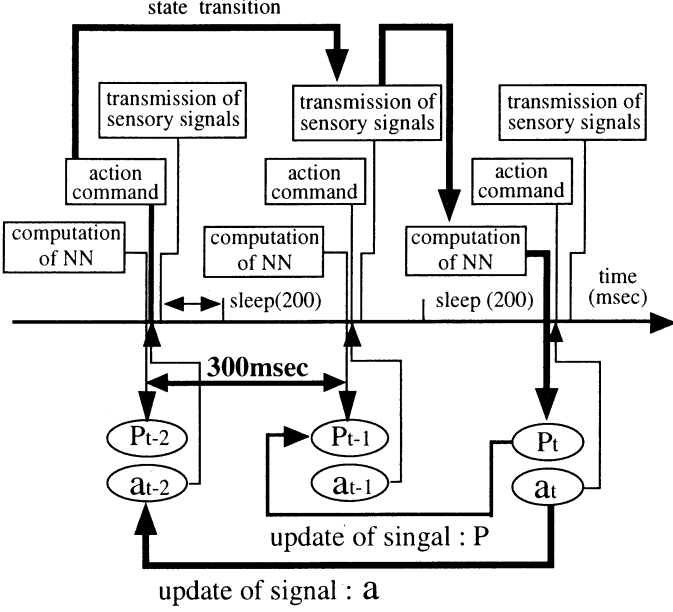 state transition
transmission of
sensory signals
transmission of
sensory signals
transmission of
sensory signals
action
command
action
command
action
command
computation
of NN
computation
of NN
computation
of NN
time
(msec)
sleep(200)
sleep (200)
300msec
Pt-2
Pt-1
Pt
at-2
at-1
at
update of singal : P
update of signal : a